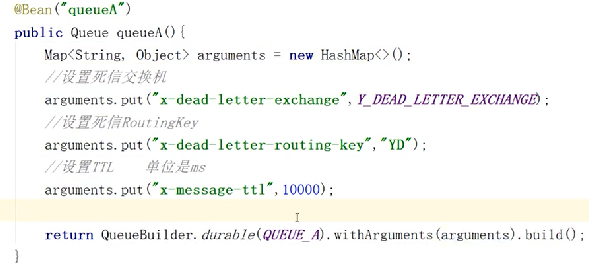 @Bean("queueA")
public Queue queueA(){
Map<String, Object> arguments = new HashMap<>();
//设置死信交换机
arguments.put("x-dead-letter-exchange",Y_DEAD_LETTER_EXCHANGE);
//设置死信RoutingKey
arguments.put("x-dead-letter-routing-key","YD");
//设置TTL 单位是ms
arguments.put("x-message-ttl",10000);
return QueueBuilder.durable(QUEUE_A).withArguments(arguments).build();
}